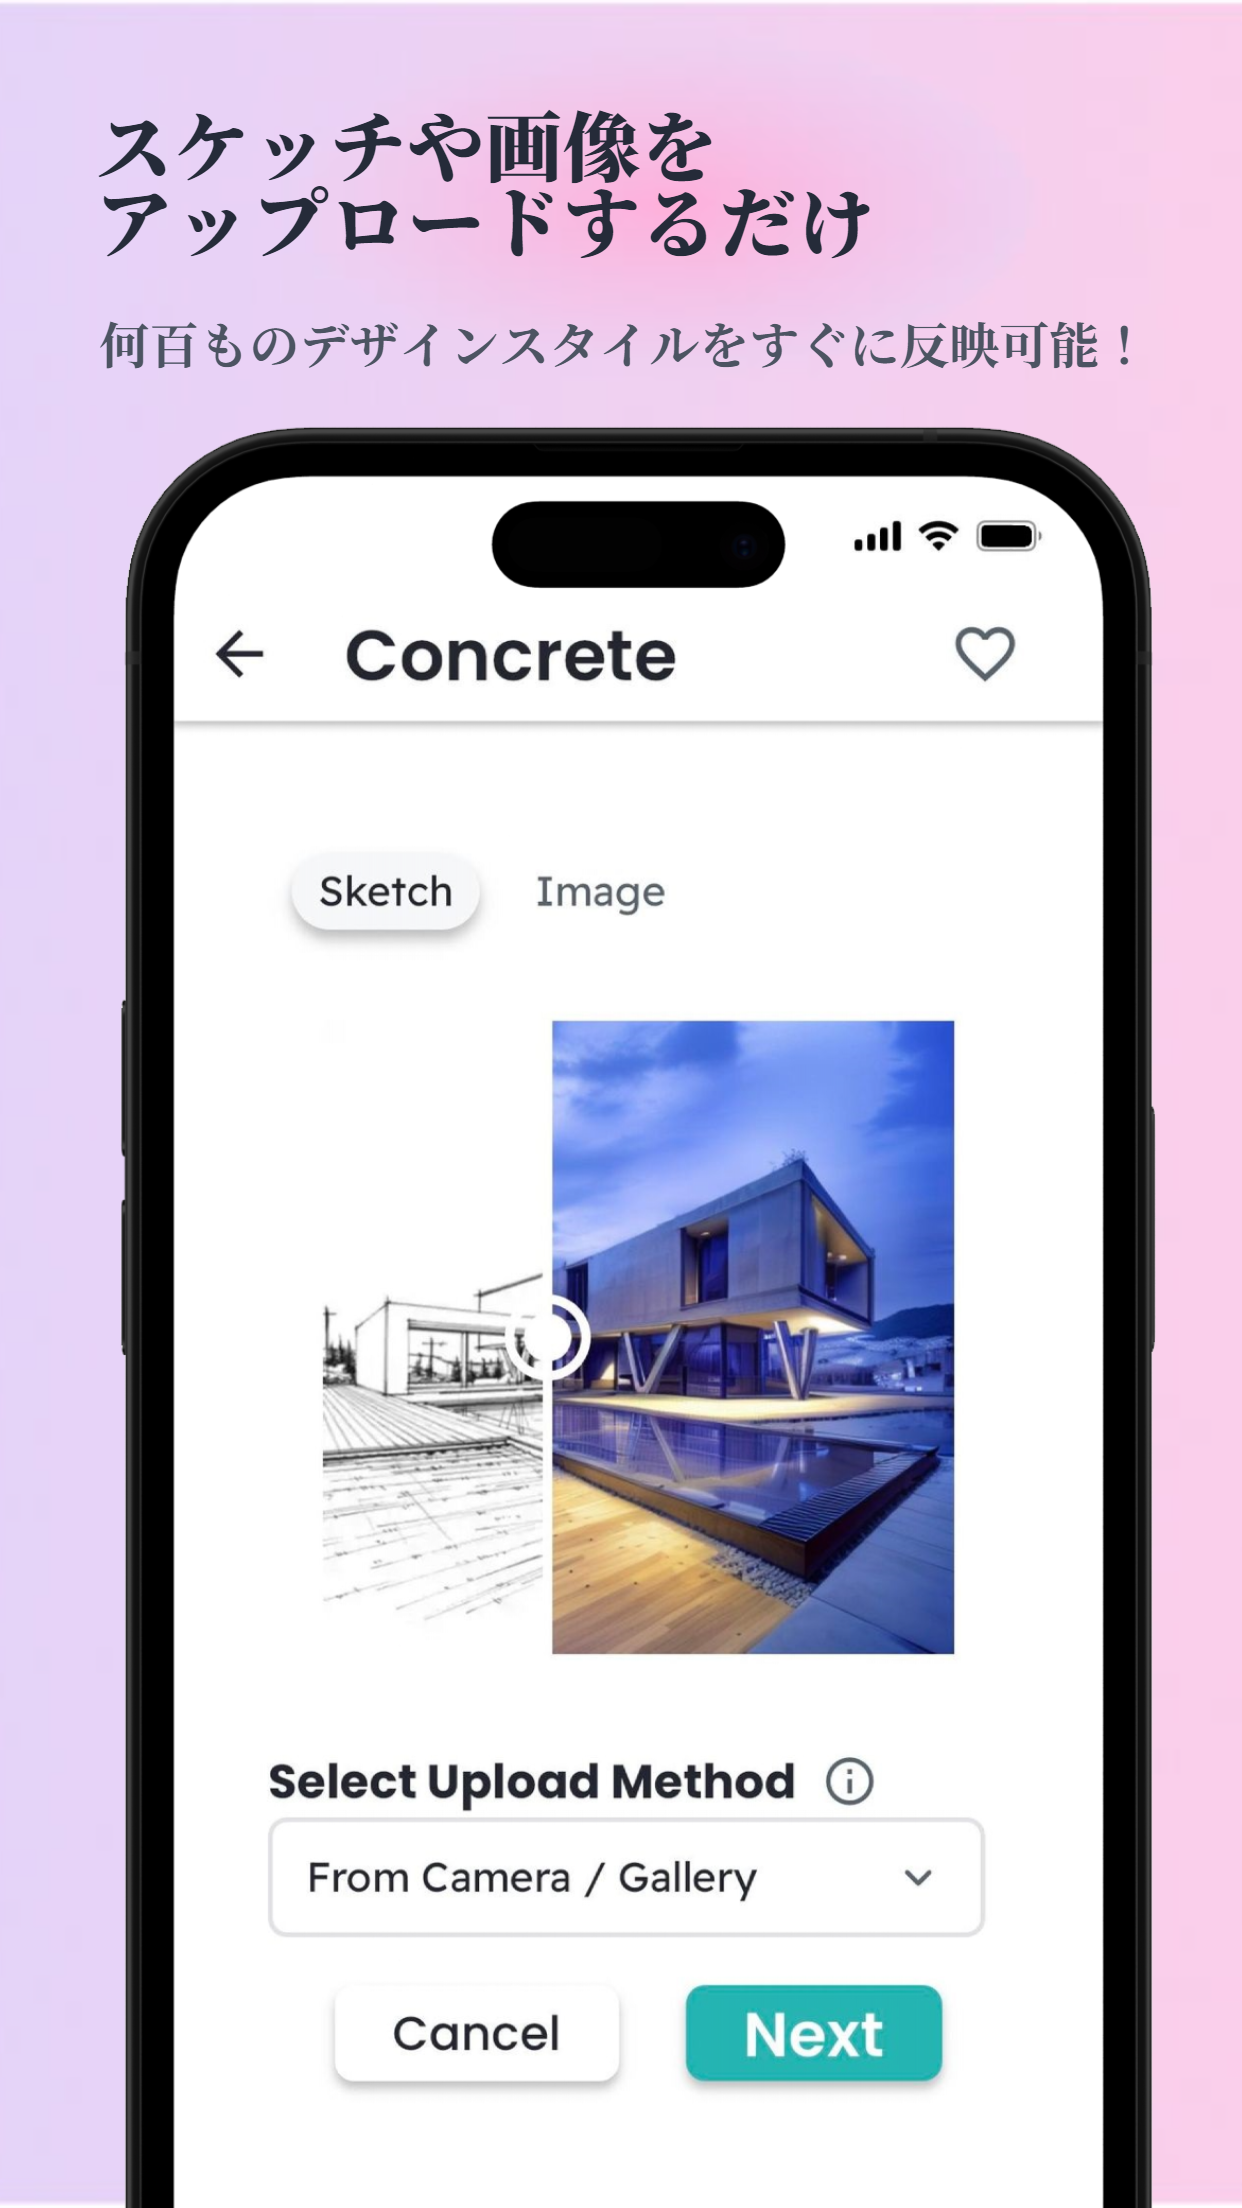 スケッチや画像を
アップロードするだけ
何百ものデザインスタイルをすぐに反映可能！
Concrete
Sketch Image
Select Upload Method
From Camera / Gallery
Cancel Next